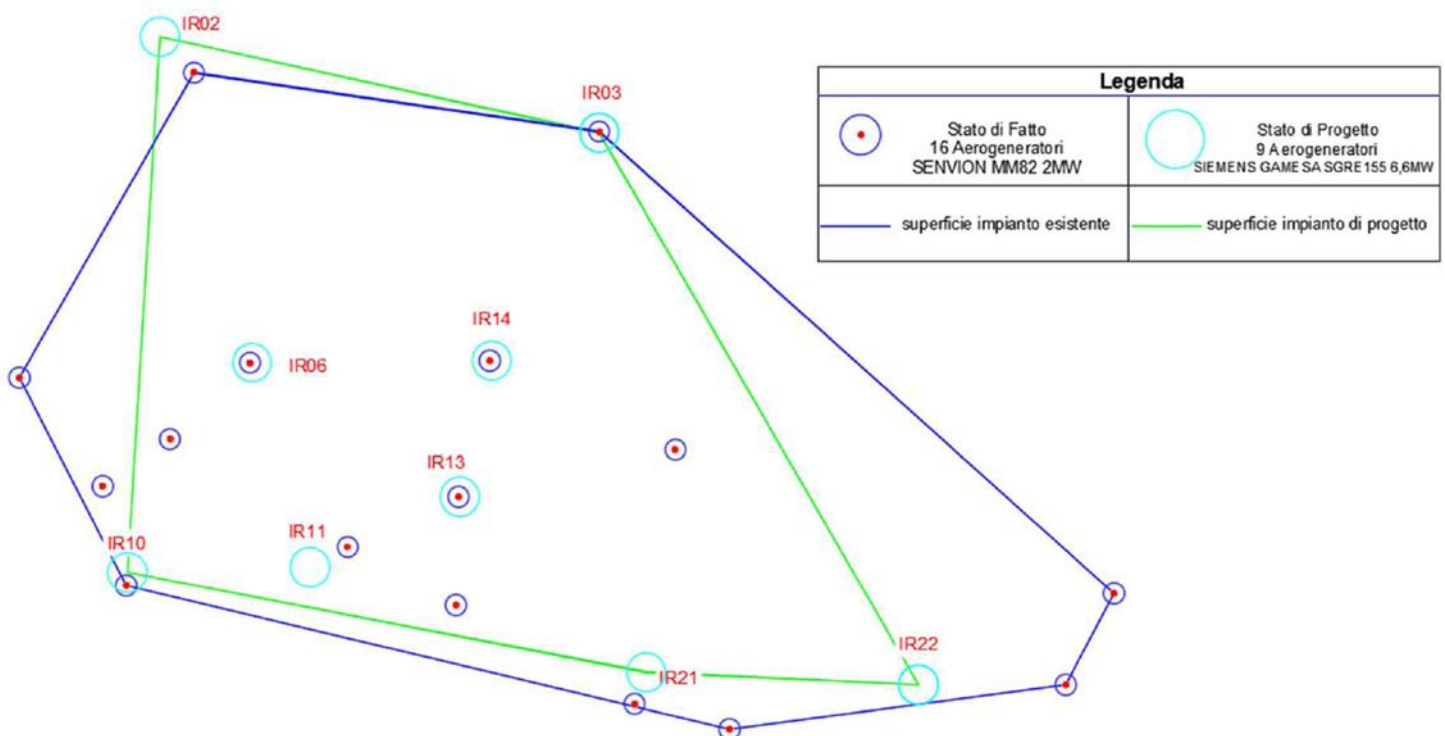 IR02
IR03
Legenda
Stato di Fatto
16 Aerogeneratori
SENVION MM82 2MW
Stato di Progetto
9 Aerogeneratori
SIEMENS GAMESA SGRE155 6,6MW
superficie impianto esistente
superficie impianto di progetto
IR14
IR06
IR13
IR11
IR10
IR22
IR21